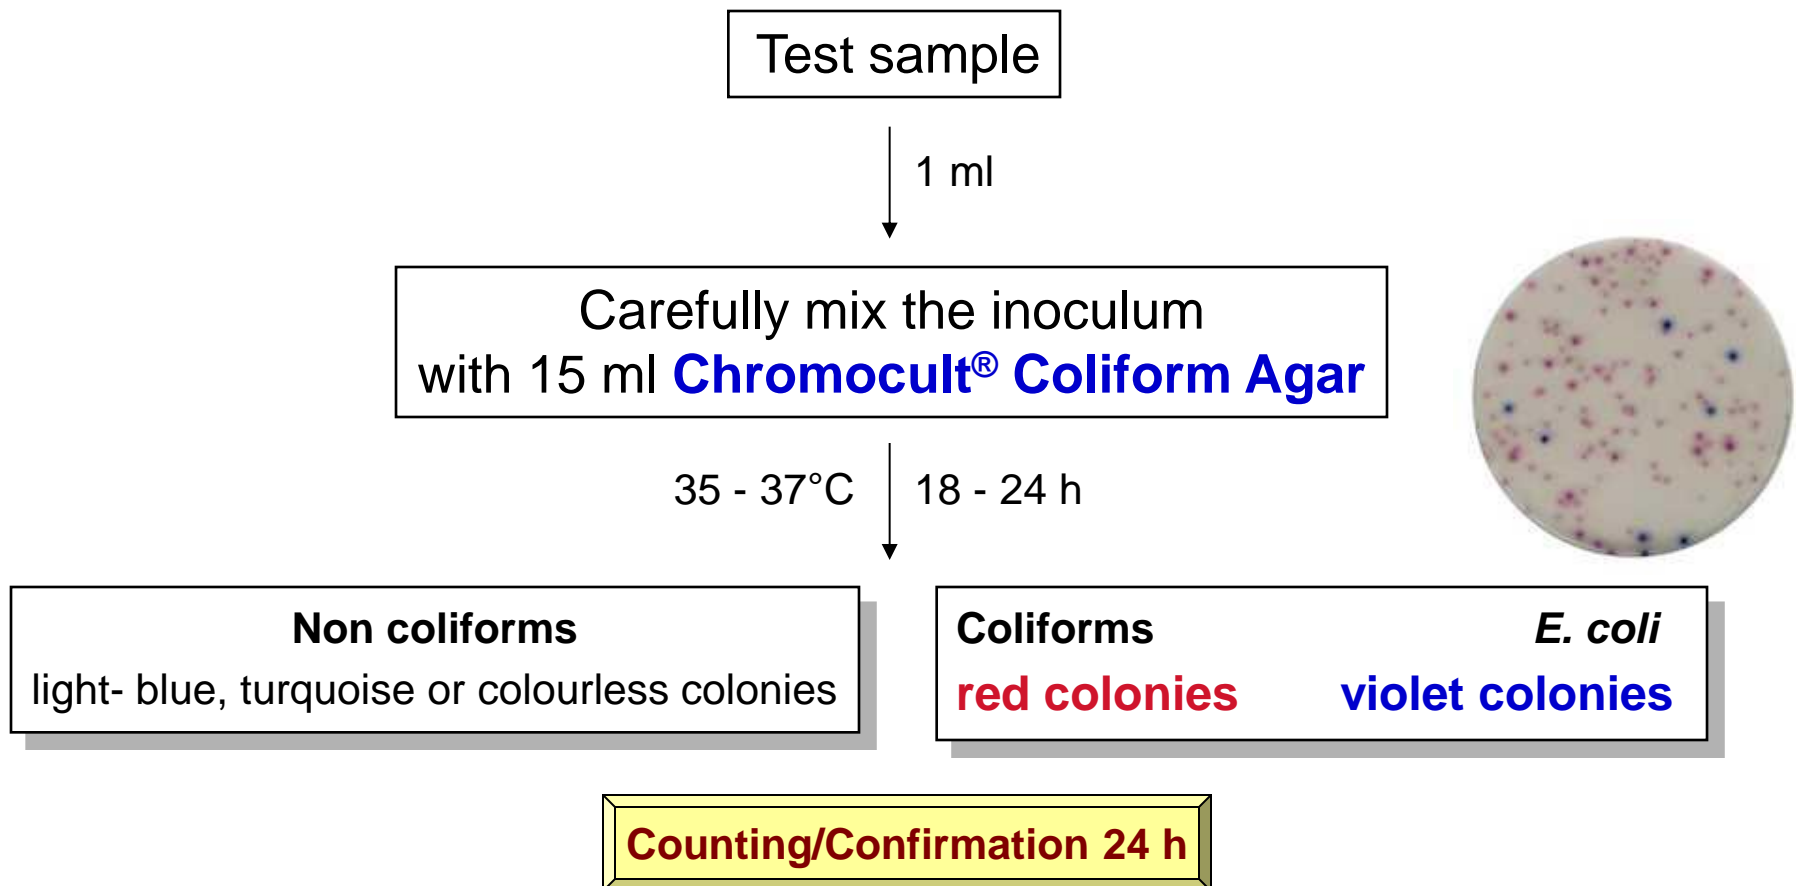 Test sample
1 ml
Carefully mix the inoculum
with 15 ml Chromocult® Coliform Agar
35 - 37°C
18 - 24 h
Non coliforms
light- blue, turquoise or colourless colonies
Coliforms E. coli
red colonies violet colonies
Counting/Confirmation 24 h